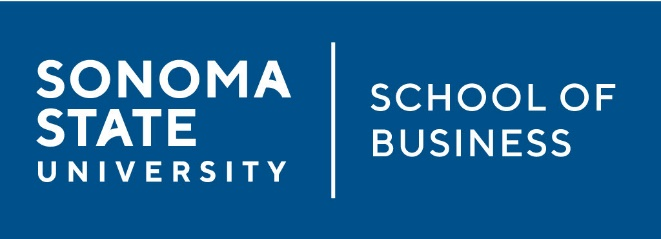 SONOMA
STATE
UNIVERSITY
SCHOOL OF
BUSINESS